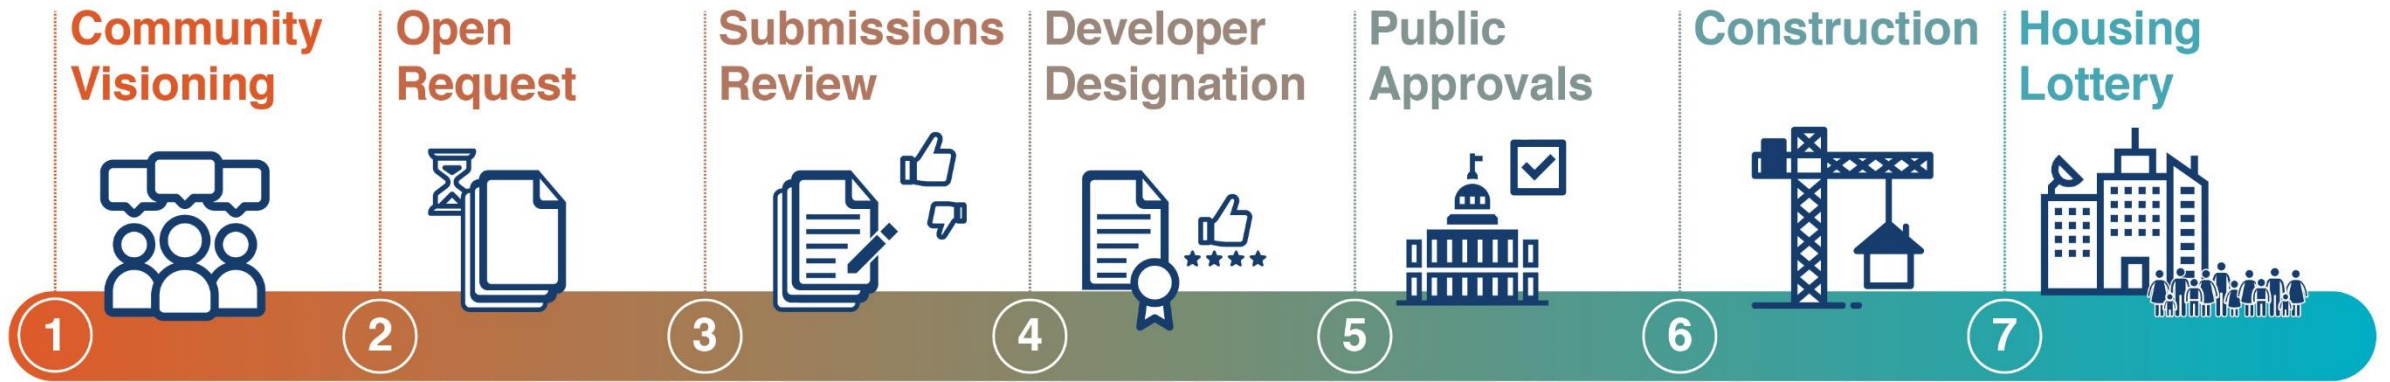 Community
Visioning
Open
Request
Submissions
Review
Developer
Designation
Public
Approvals
Construction
Housing
Lottery
1
2
3
4
5
6
7